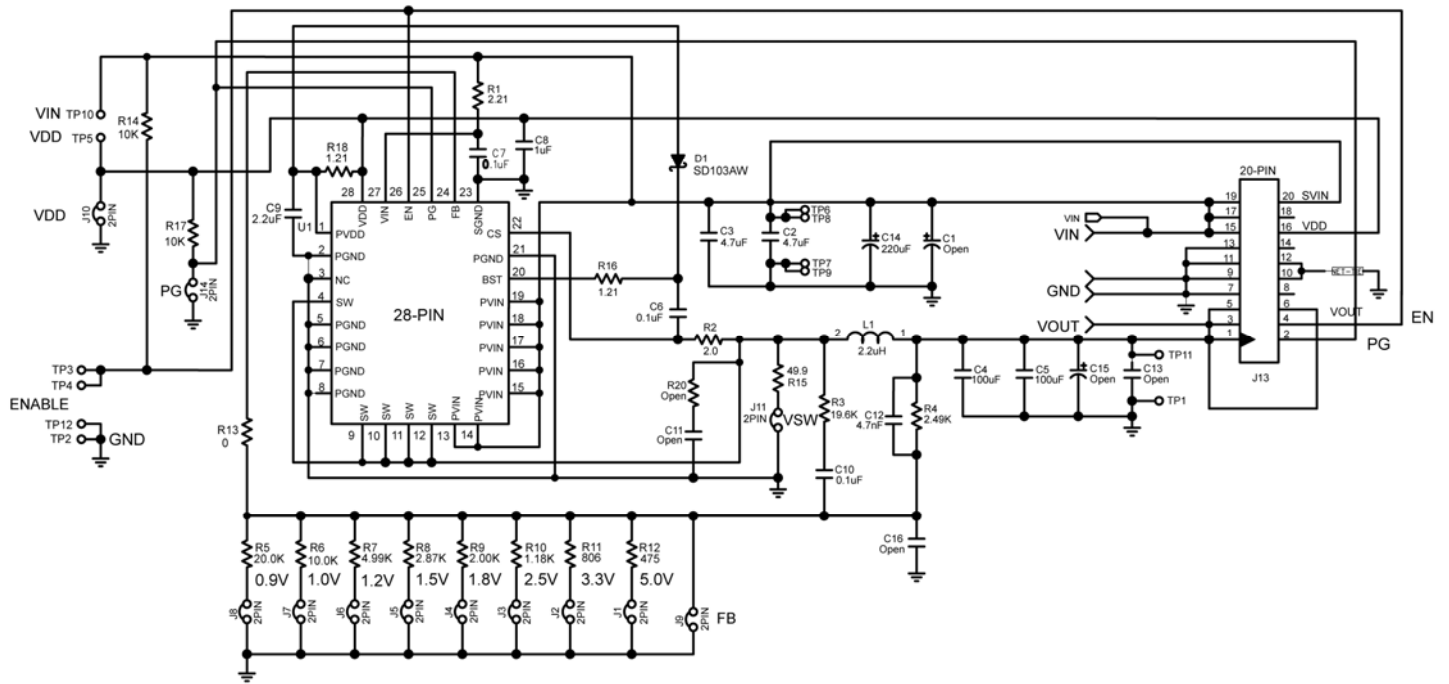 VIN TP10
VDD TP5
R14
10K
R1
2.21
R18
1.21
C7
0.1uF
C8
1uF
D1
SD103AW
20-PIN
VDD
J10
2PIN
R17
10K
C9
2.2uF
U1
28 27 26 25 24 23
VDD VIN EN PG FB SGND
1 PVDD
2 PGND
3 NC
4 SW
5 PGND
6 PGND
7 PGND
8 PGND
28-PIN
22 CS
21 PGND
20 BST
19 PVIN
18 PVIN
17 PVIN
16 PVIN
15 PVIN
SW SW SW SW PVIN PVIN
9 10 11 12 13 14
PG
J14
2PIN
TP3
TP4
ENABLE
TP12
TP2 GND
R13
0
R16
1.21
C6
0.1uF
R2
2.0
C3
4.7uF
C2
4.7uF
TP6
TP8
TP7
TP9
C14
220uF
C1
Open
VIN
VIN
GND
VOUT
19 20 SVIN
17 18
15 16 VDD
13 14
11 12
9 10
7 8
5 6
3 4
1 2
NET-TIE
VOUT
EN
PG
J13
L1
2 1
2.2uH
R20
Open
C11
Open
49.9
R15
J11
2PIN
VSW
R3
19.6K
C10
0.1uF
C12
4.7nF
R4
2.49K
C4
100uF
C5
100uF
C15
Open
C13
Open
TP11
TP1
C16
Open
R5
20.0K
0.9V
R6
10.0K
1.0V
R7
4.99K
1.2V
R8
2.87K
1.5V
R9
2.00K
1.8V
R10
1.18K
2.5V
R11
806
3.3V
R12
475
5.0V
J8
2PIN
J7
2PIN
J6
2PIN
J5
2PIN
J4
2PIN
J3
2PIN
J2
2PIN
J1
2PIN
J9
2PIN
FB